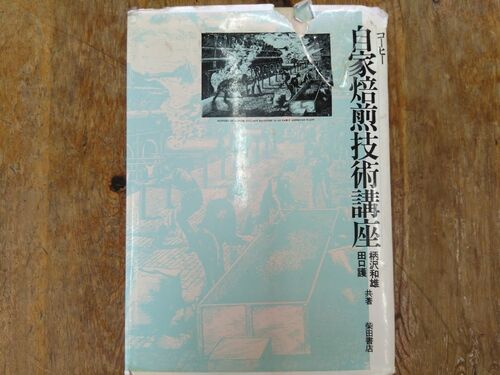 コーヒー
自家焙煎技術講座
柄沢和雄
田口護
共著
柴田書店